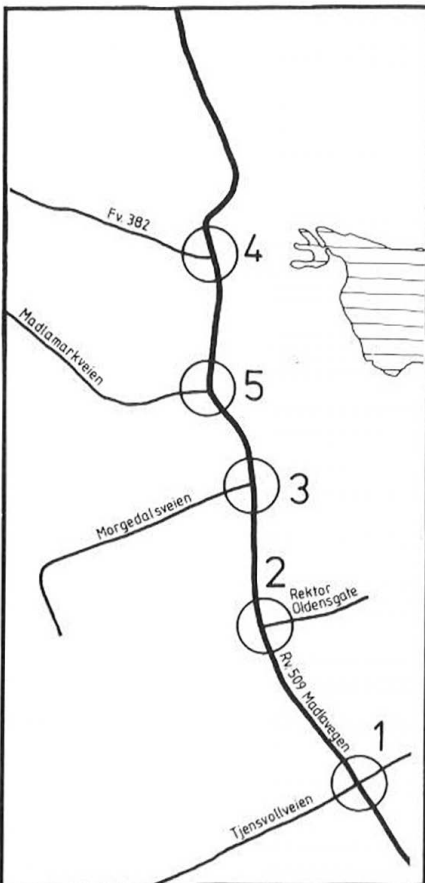 Fv. 382
4
Madlamarkveien
5
3
Morgedalsveien
2
Rektor
Oldensgate
Rv. 509 Madlavegen
1
Tjensvollveien